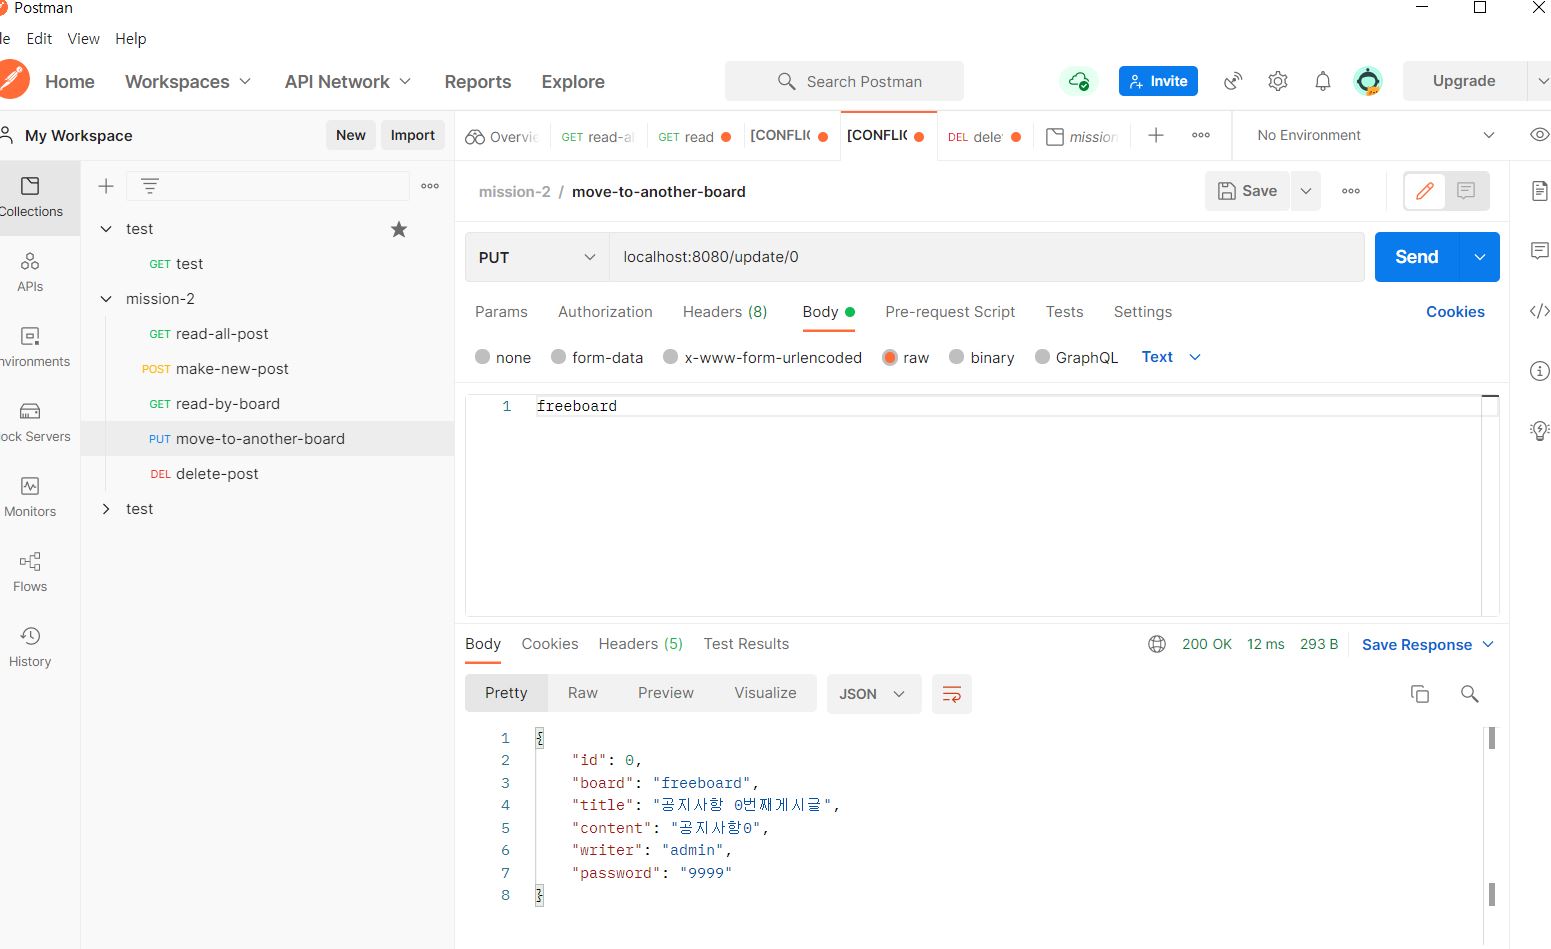 Postman
le Edit View Help
Home Workspaces API Network Reports Explore Search Postman Invite Upgrade
My Workspace New Import Overvi GET read-al GET read [CONFLIC [CONFLIC DEL dele mission No Environment
Collections
APIs
nvironments
ock Servers
Monitors
Flows
History
test
GET test
mission-2
GET read-all-post
POST make-new-post
GET read-by-board
PUT move-to-another-board
DEL delete-post
test
mission-2 / move-to-another-board Save
PUT localhost:8080/update/0 Send
Params Authorization Headers (8) Body Pre-request Script Tests Settings Cookies
none form-data x-www-form-urlencoded raw binary GraphQL Text
1 freeboard
Body Cookies Headers (5) Test Results 200 OK 12 ms 293 B Save Response
Pretty Raw Preview Visualize JSON
1 {
2 "id": 0,
3 "board": "freeboard",
4 "title": "공지사항 0번째게시글",
5 "content": "공지사항0",
6 "writer": "admin",
7 "password": "9999"
8 }